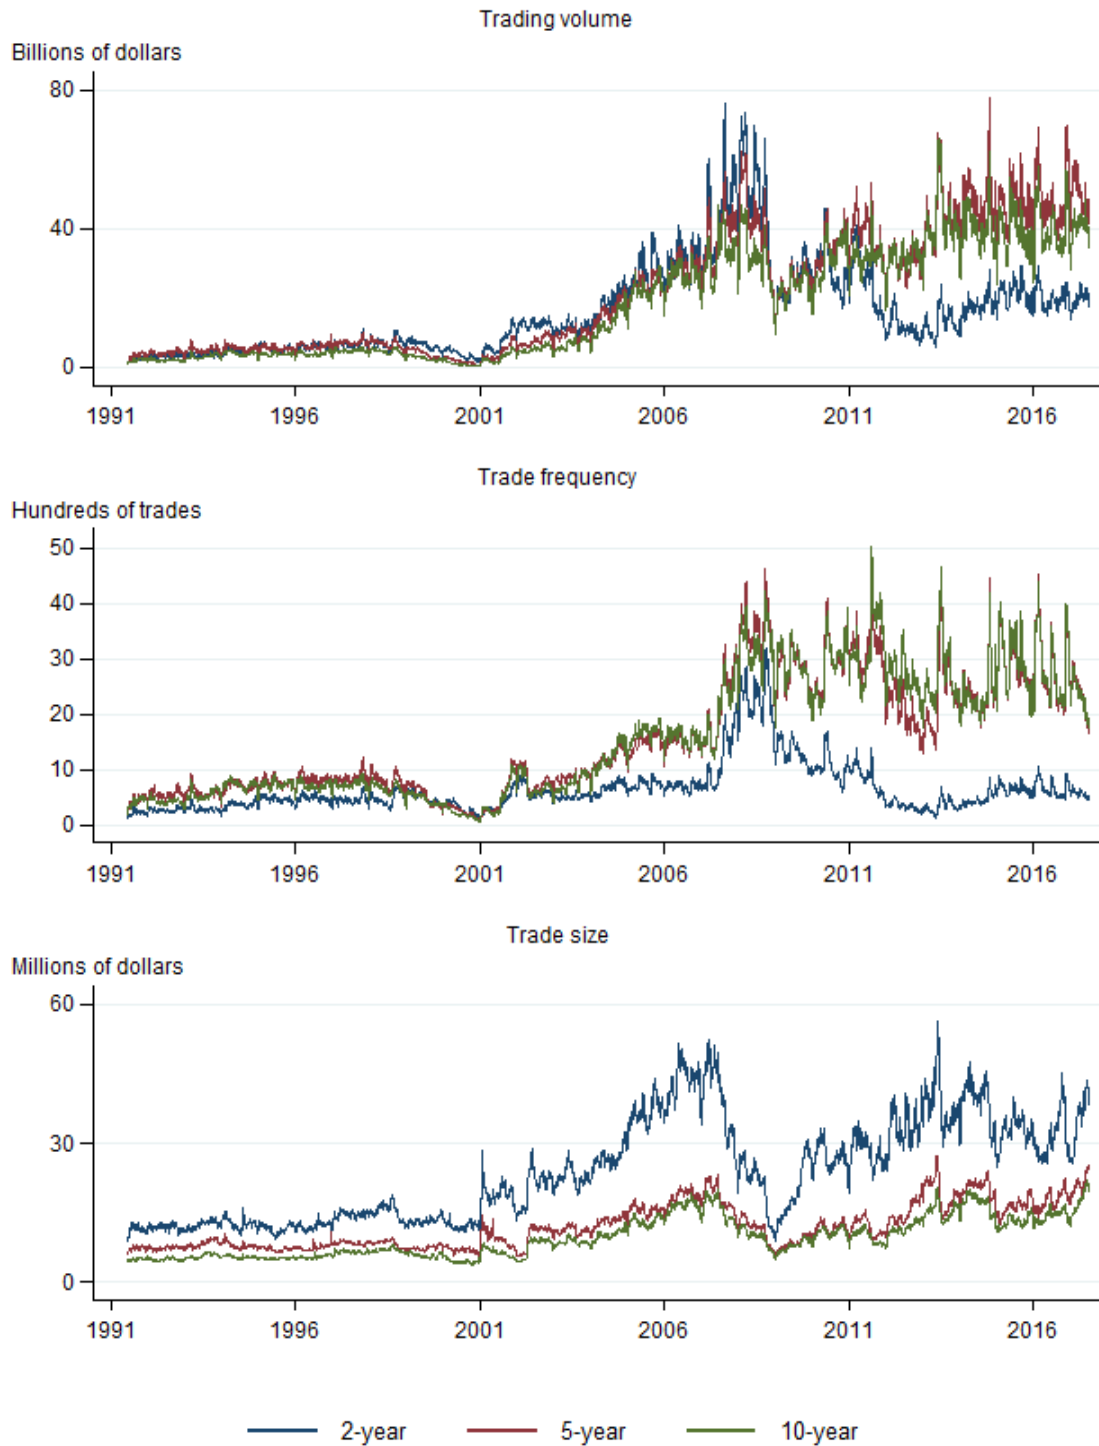 Trading volume
Billions of dollars
80
40
0
1991 1996 2001 2006 2011 2016
Trade frequency
Hundreds of trades
50
40
30
20
10
0
1991 1996 2001 2006 2011 2016
Trade size
Millions of dollars
60
30
0
1991 1996 2001 2006 2011 2016
2-year 5-year 10-year